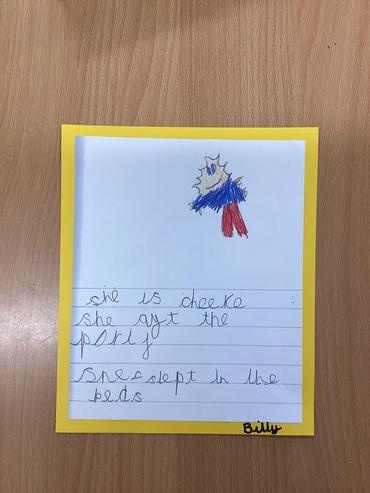 she is cheeke
she ayt the
porij
She slept in the
beds
Billy